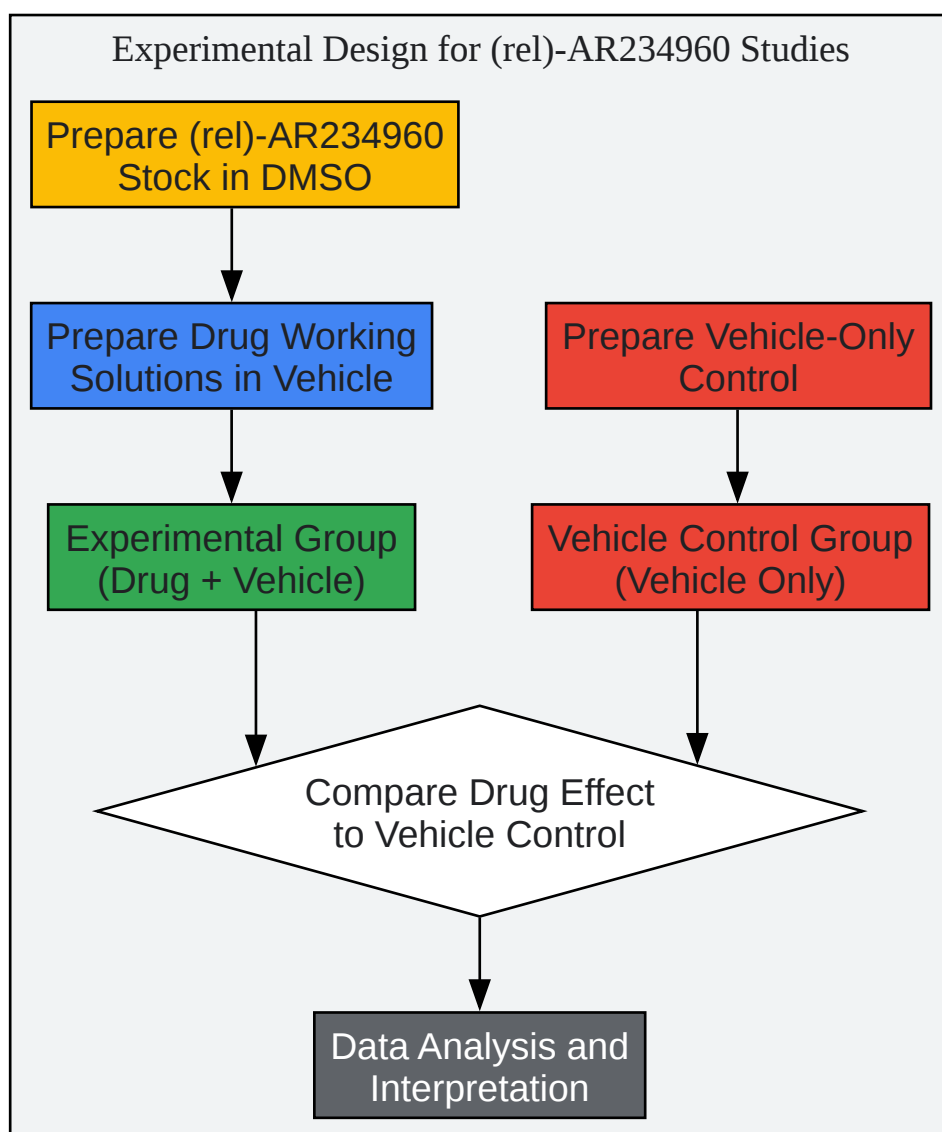 Experimental Design for (rel)-AR234960 Studies
Prepare (rel)-AR234960
Stock in DMSO
Prepare Drug Working
Solutions in Vehicle
Prepare Vehicle-Only
Control
Experimental Group
(Drug + Vehicle)
Vehicle Control Group
(Vehicle Only)
Compare Drug Effect
to Vehicle Control
Data Analysis and
Interpretation